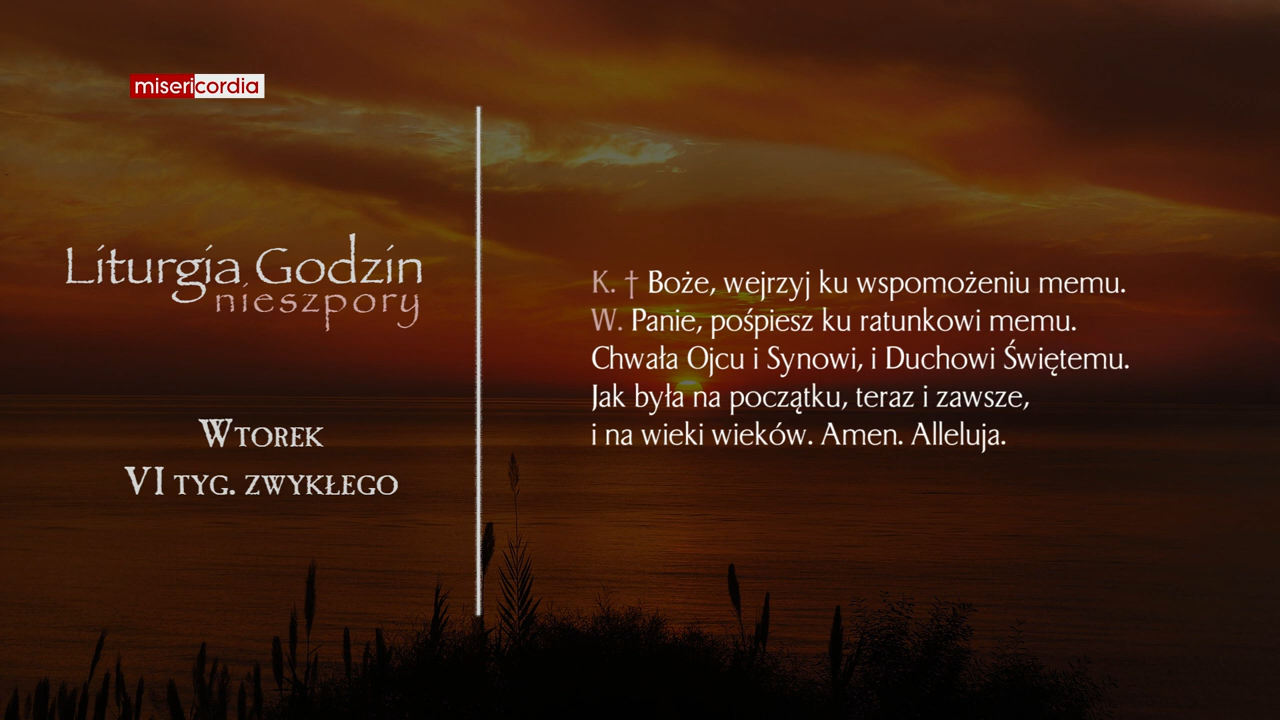 misericordia
Liturgia Godzin
nieszpory
Wtorek
VI tyg. zwykłego
K. † Boże, wejrzyj ku wspomożeniu memu.
W. Panie, pośpiesz ku ratunkowi memu.
Chwała Ojcu i Synowi, i Duchowi Świętemu.
Jak była na początku, teraz i zawsze,
i na wieki wieków. Amen. Alleluja.